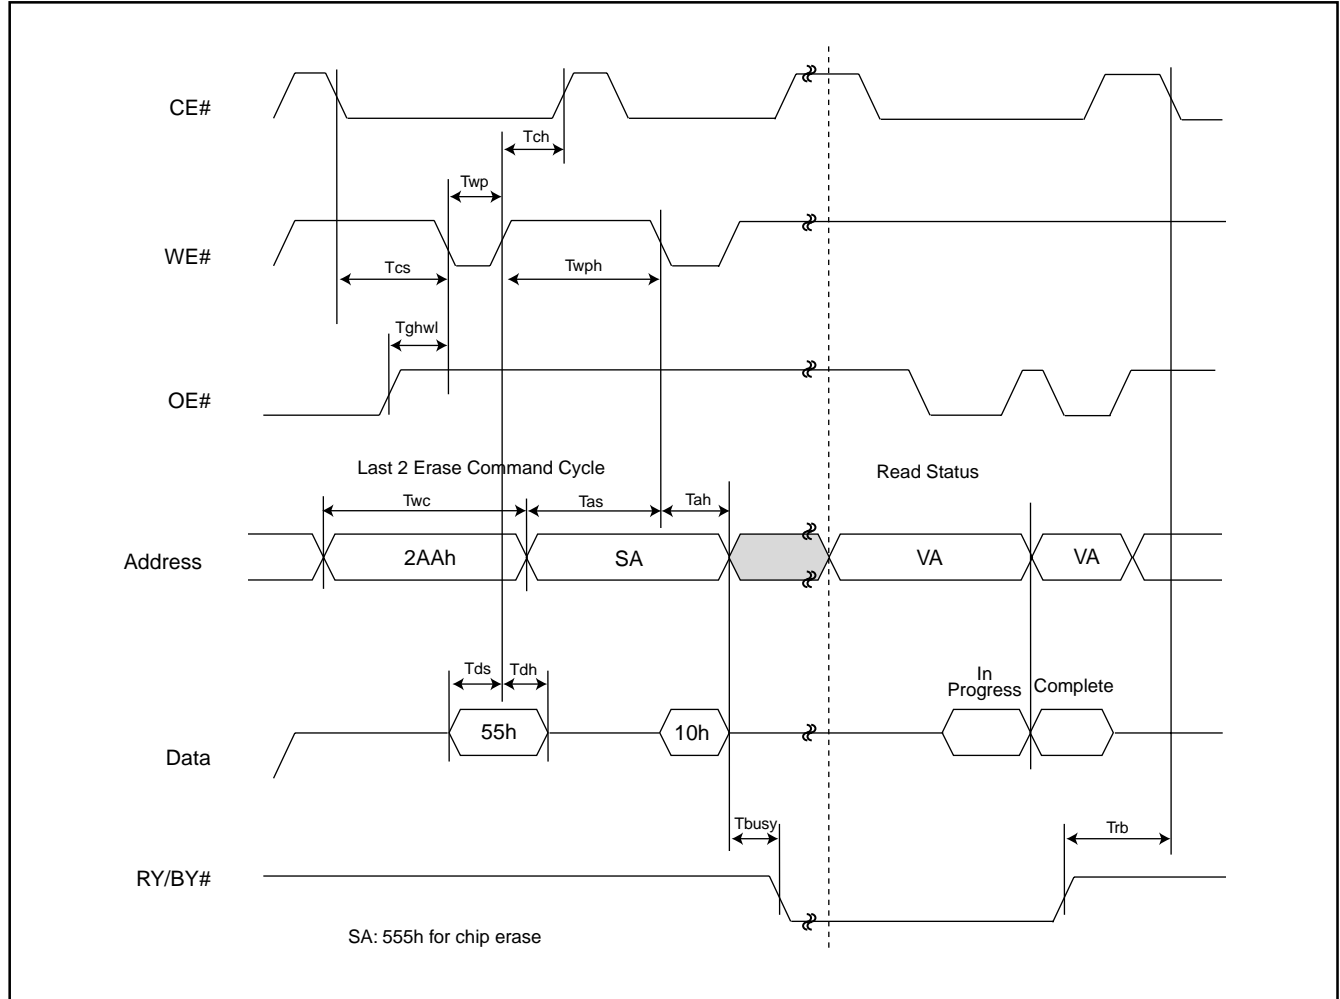 CE#
Tch
Twp
WE#
Tcs
Twph
Tghwl
OE#
Last 2 Erase Command Cycle
Read Status
Twc
Tas
Tah
Address
2AAh
SA
VA
VA
Tds
Tdh
In
Progress
Complete
55h
10h
Data
Tbusy
Trb
RY/BY#
SA: 555h for chip erase